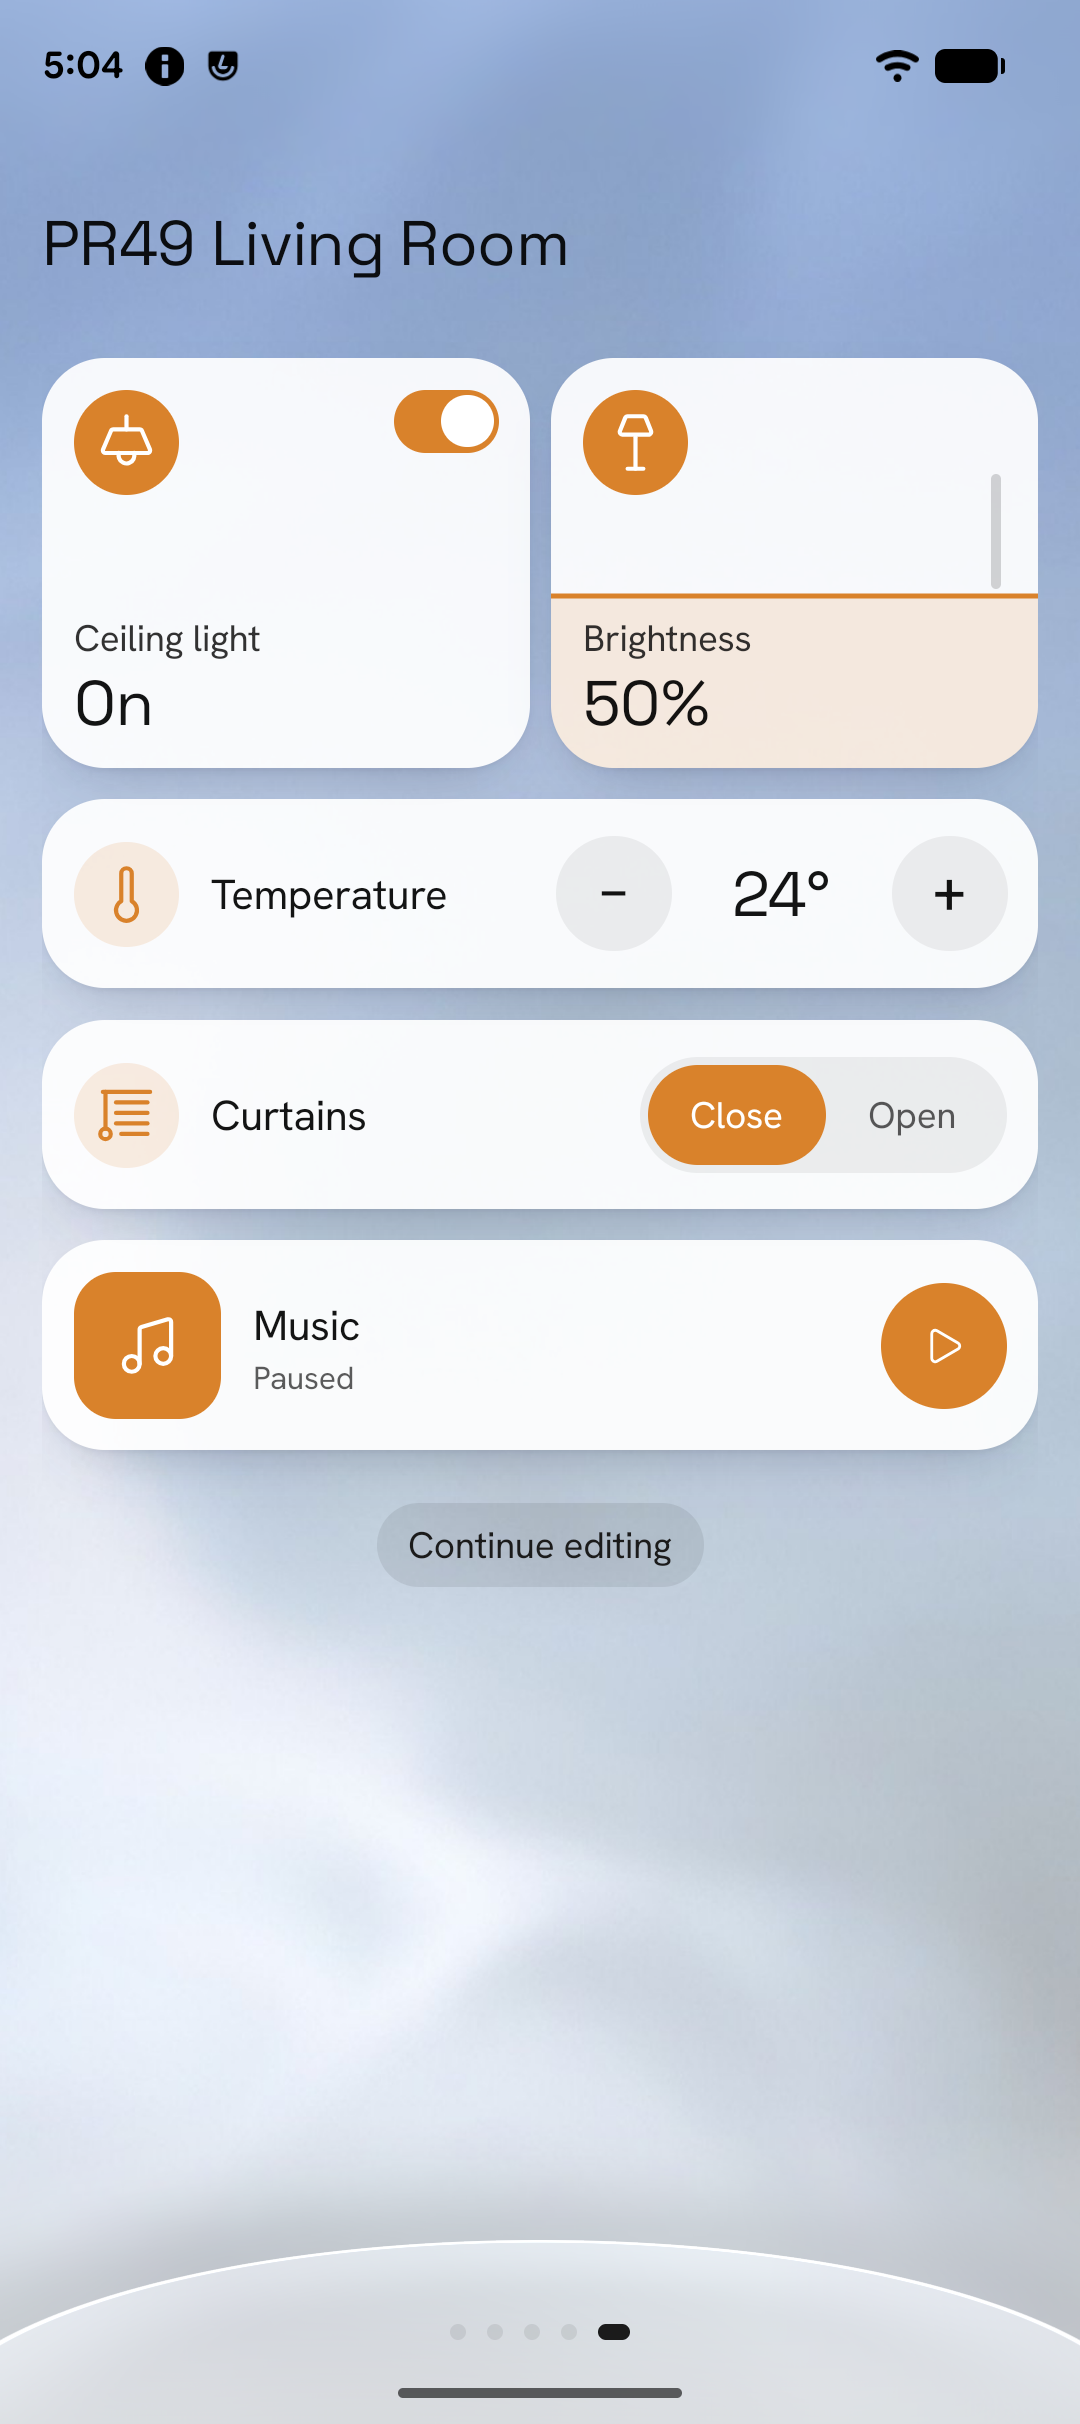 5:04
PR49 Living Room
Ceiling light
On
Brightness
50%
Temperature
−
24°
+
Curtains
Close
Open
Music
Paused
Continue editing